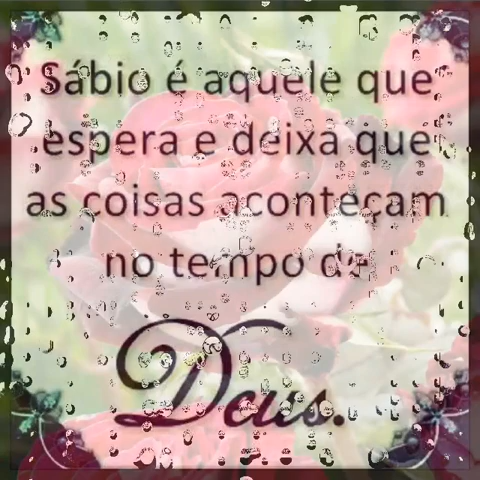 Sábio é aquele que
espera e deixa que
as coisas aconteçam
no tempo de
Deus.